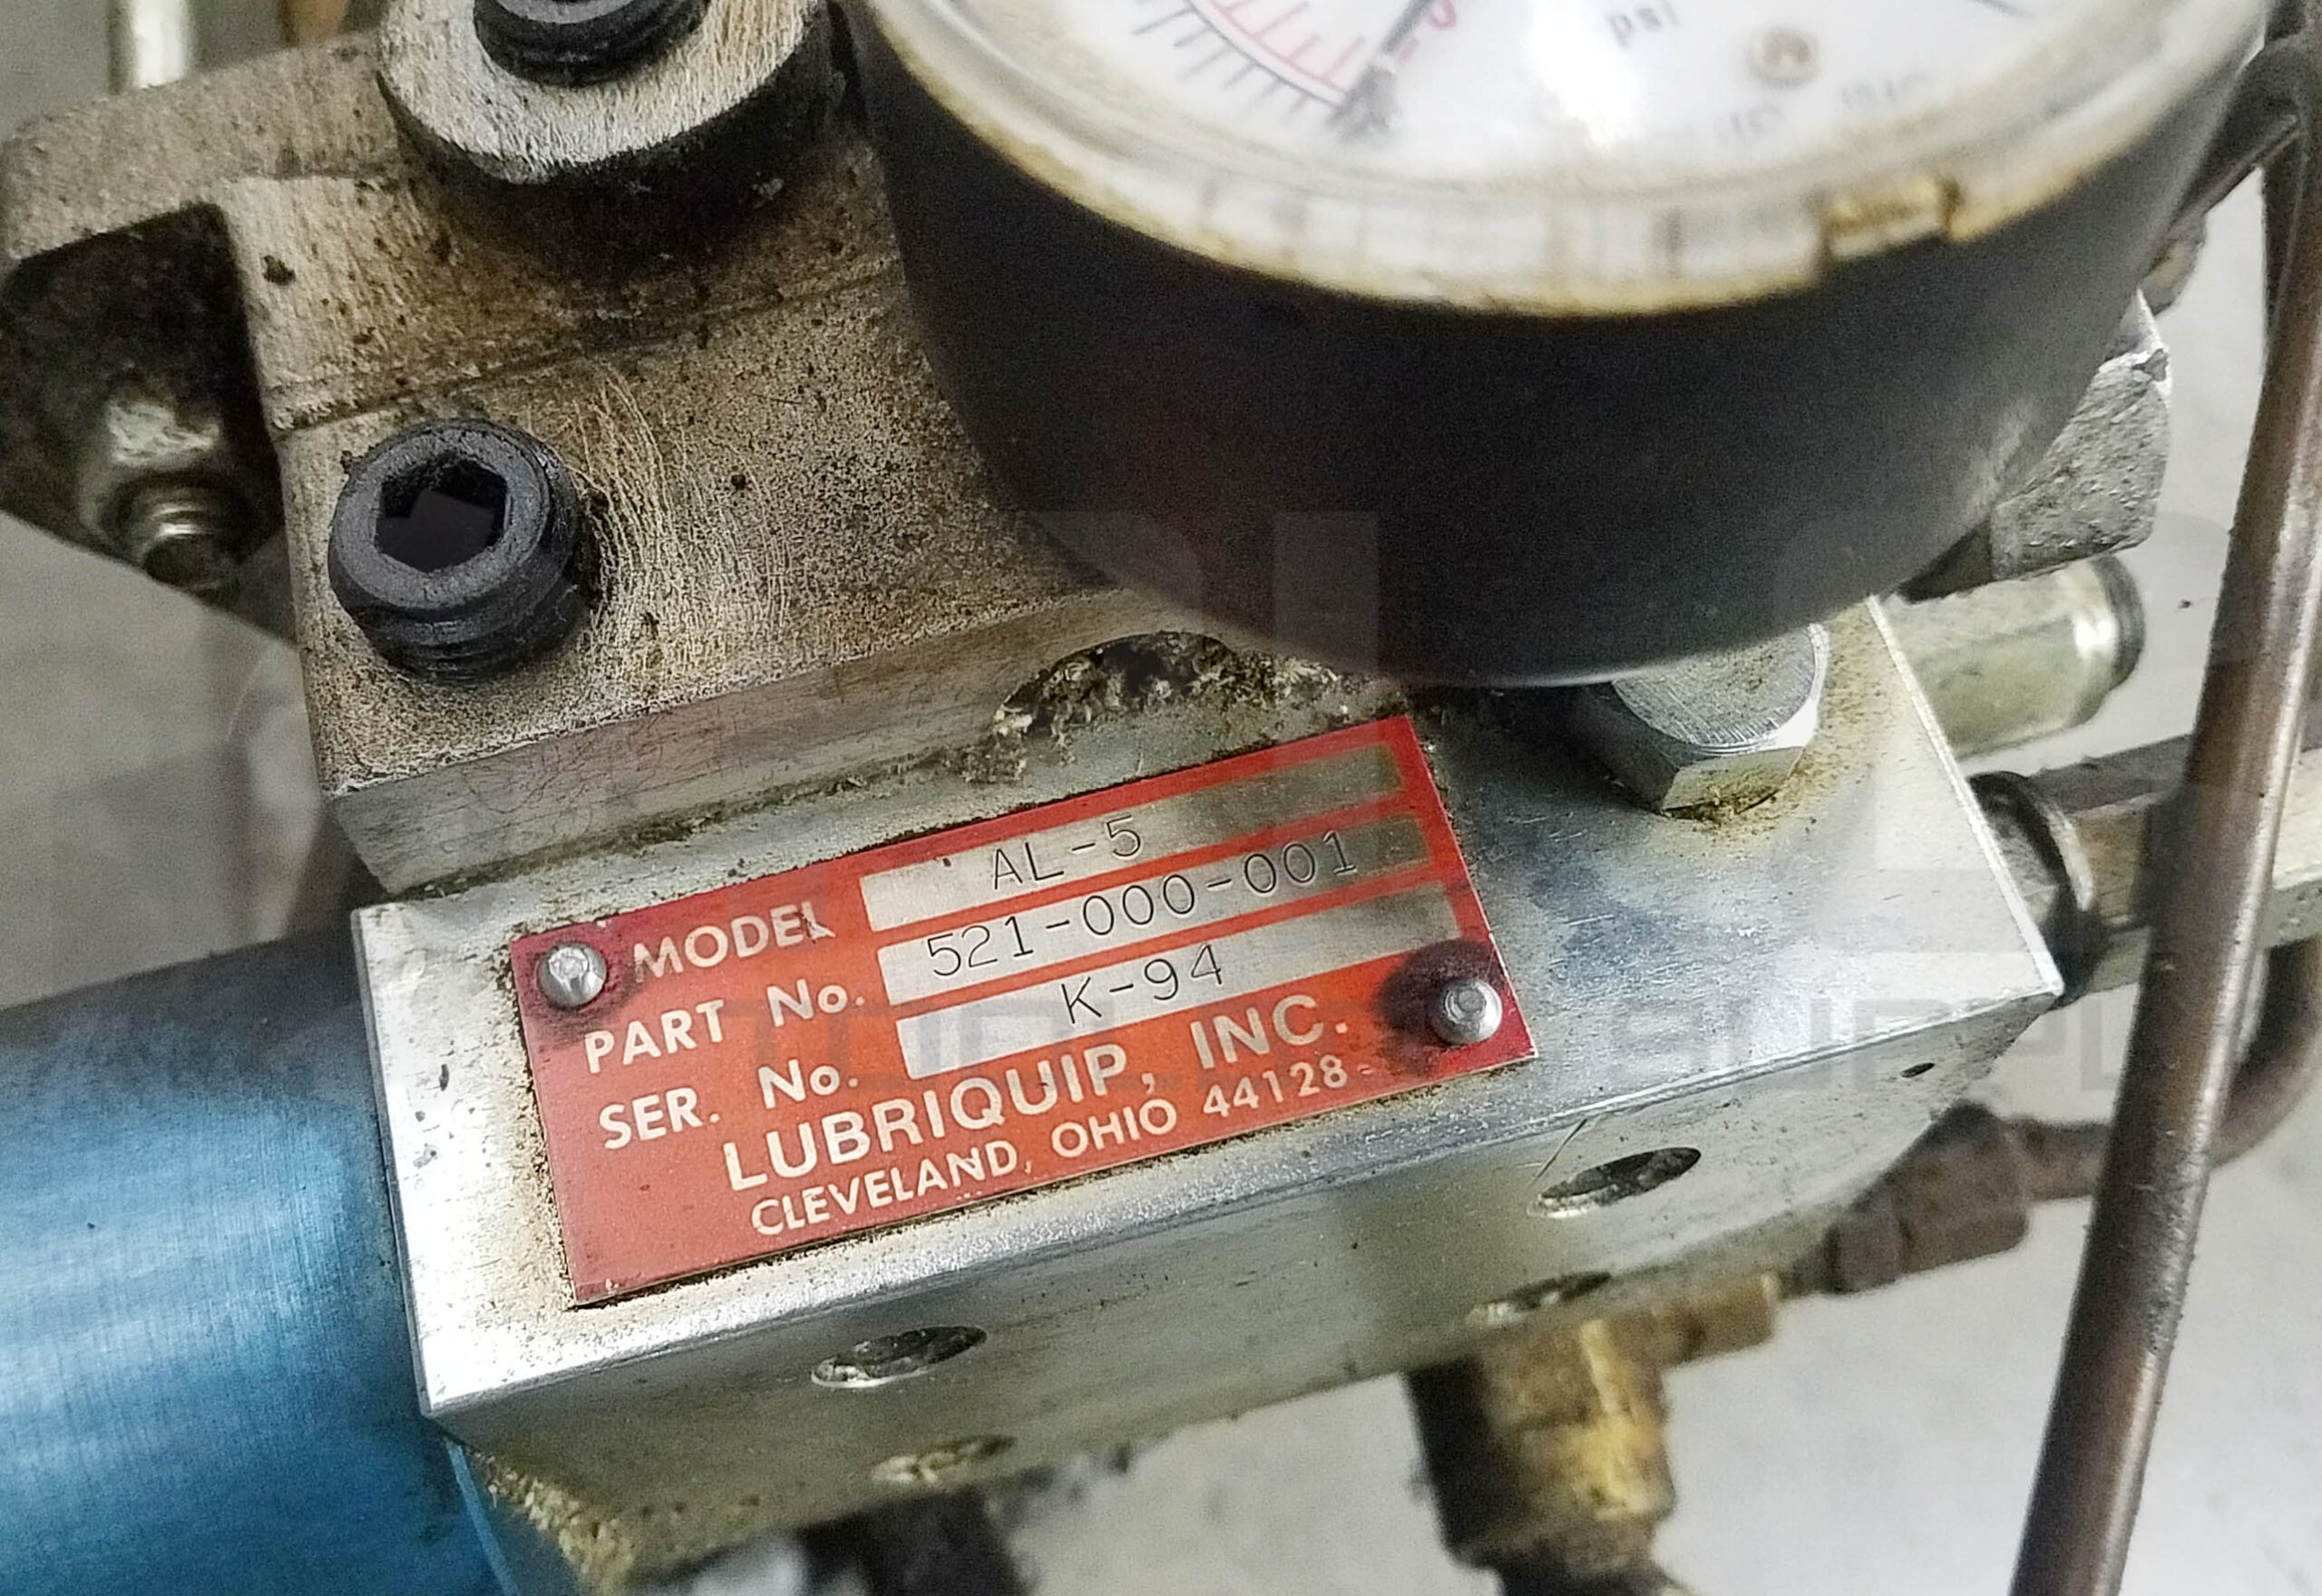 psi
MODEL AL-5
PART No. 521-000-001
SER. No. K-94
LUBRIQUIP, INC.
CLEVELAND, OHIO 44128